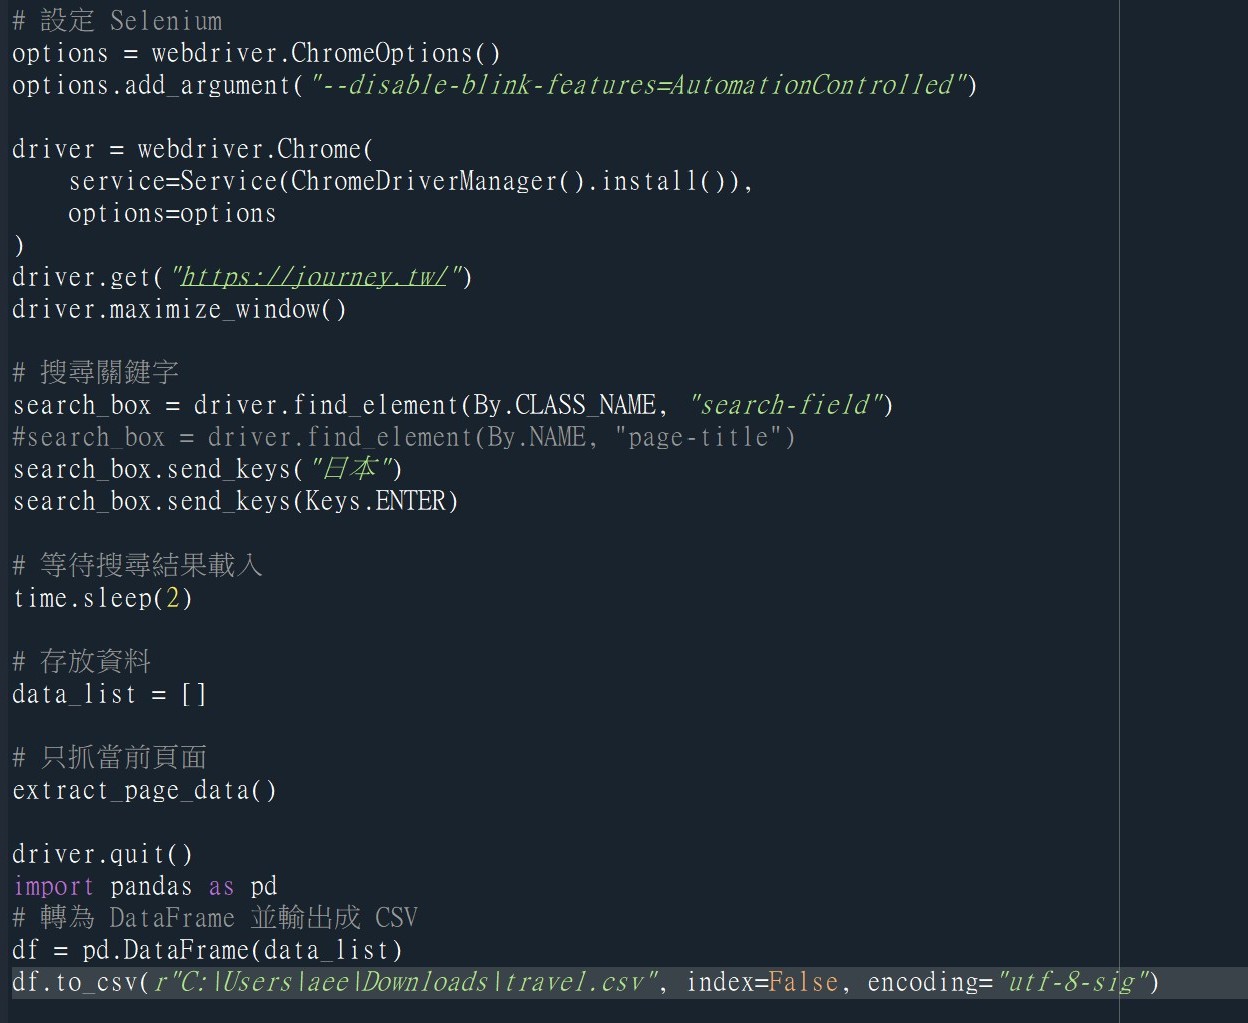 # 設定 Selenium
options = webdriver.ChromeOptions()
options.add_argument("--disable-blink-features=AutomationControlled")
driver = webdriver.Chrome(
    service=Service(ChromeDriverManager().install()),
    options=options
)
driver.get("https://journey.tw/")
driver.maximize_window()
# 搜尋關鍵字
search_box = driver.find_element(By.CLASS_NAME, "search-field")
#search_box = driver.find_element(By.NAME, "page-title")
search_box.send_keys("日本")
search_box.send_keys(Keys.ENTER)
# 等待搜尋結果載入
time.sleep(2)
# 存放資料
data_list = []
# 只抓當前頁面
extract_page_data()
driver.quit()
import pandas as pd
# 轉為 DataFrame 並輸出成 CSV
df = pd.DataFrame(data_list)
df.to_csv(r"C:\Users\aee\Downloads\travel.csv", index=False, encoding="utf-8-sig")